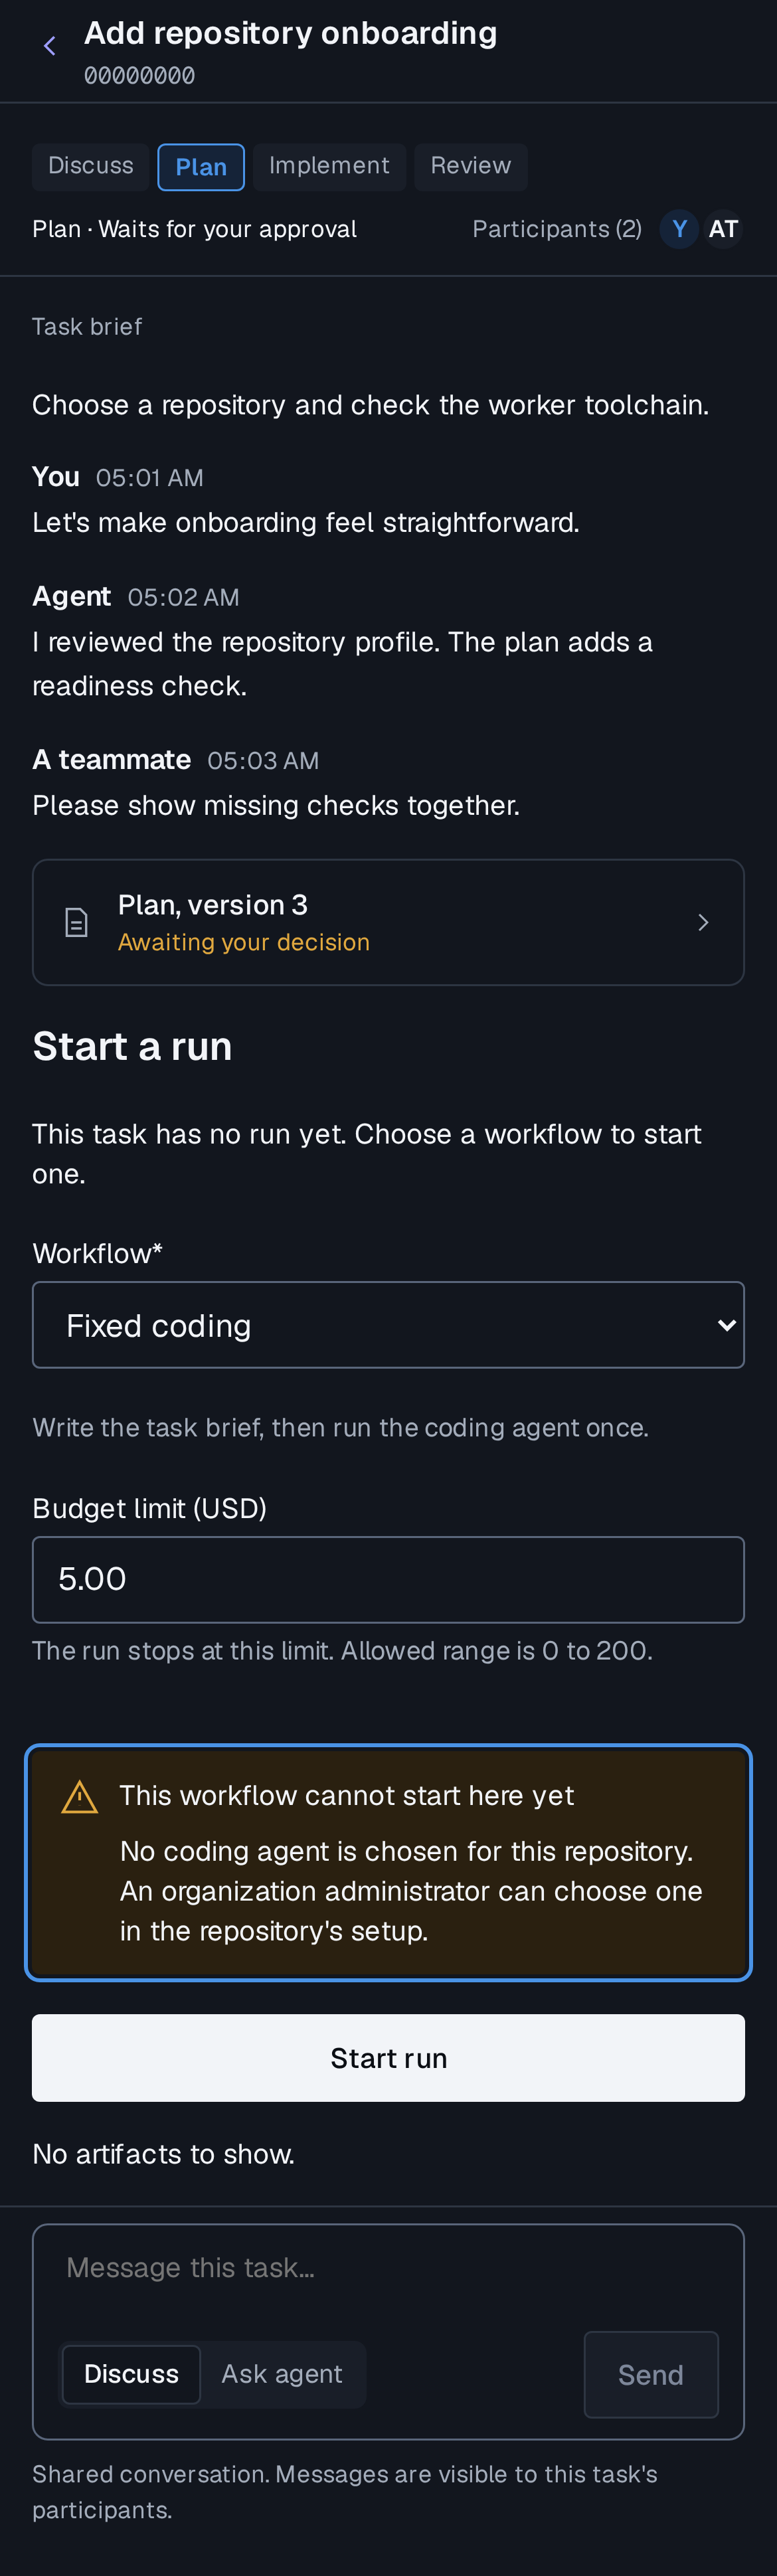 Add repository onboarding
00000000
Discuss
Plan
Implement
Review
Plan · Waits for your approval
Participants (2)
Y
AT
Task brief
Choose a repository and check the worker toolchain.
You 05:01 AM
Let's make onboarding feel straightforward.
Agent 05:02 AM
I reviewed the repository profile. The plan adds a
readiness check.
A teammate 05:03 AM
Please show missing checks together.
Plan, version 3
Awaiting your decision
Start a run
This task has no run yet. Choose a workflow to start
one.
Workflow*
Fixed coding
Write the task brief, then run the coding agent once.
Budget limit (USD)
5.00
The run stops at this limit. Allowed range is 0 to 200.
This workflow cannot start here yet
No coding agent is chosen for this repository.
An organization administrator can choose one
in the repository's setup.
Start run
No artifacts to show.
Message this task...
Discuss
Ask agent
Send
Shared conversation. Messages are visible to this task's
participants.